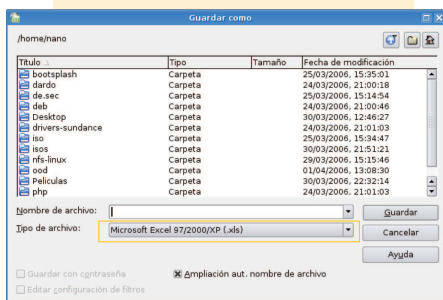 Guardar como
/home/nano
Título Tipo Tamaño Fecha de modificación
bootsplash Carpeta 25/03/2006, 15:35:01
dardo Carpeta 24/03/2006, 21:00:18
de.sec Carpeta 25/03/2006, 15:14:54
deb Carpeta 24/03/2006, 21:00:46
Desktop Carpeta 30/03/2006, 12:46:27
drivers-sundance Carpeta 24/03/2006, 21:01:03
iso Carpeta 25/03/2006, 15:34:47
isos Carpeta 30/03/2006, 21:51:21
nfs-linux Carpeta 29/03/2006, 15:15:46
ood Carpeta 01/04/2006, 13:08:30
Peliculas Carpeta 30/03/2006, 22:32:14
php Carpeta 24/03/2006, 21:01:03
Nombre de archivo: Guardar
Tipo de archivo: Microsoft Excel 97/2000/XP (.xls) Cancelar
Ayuda
Guardar con contraseña Ampliación aut. nombre de archivo
Editar configuración de filtros